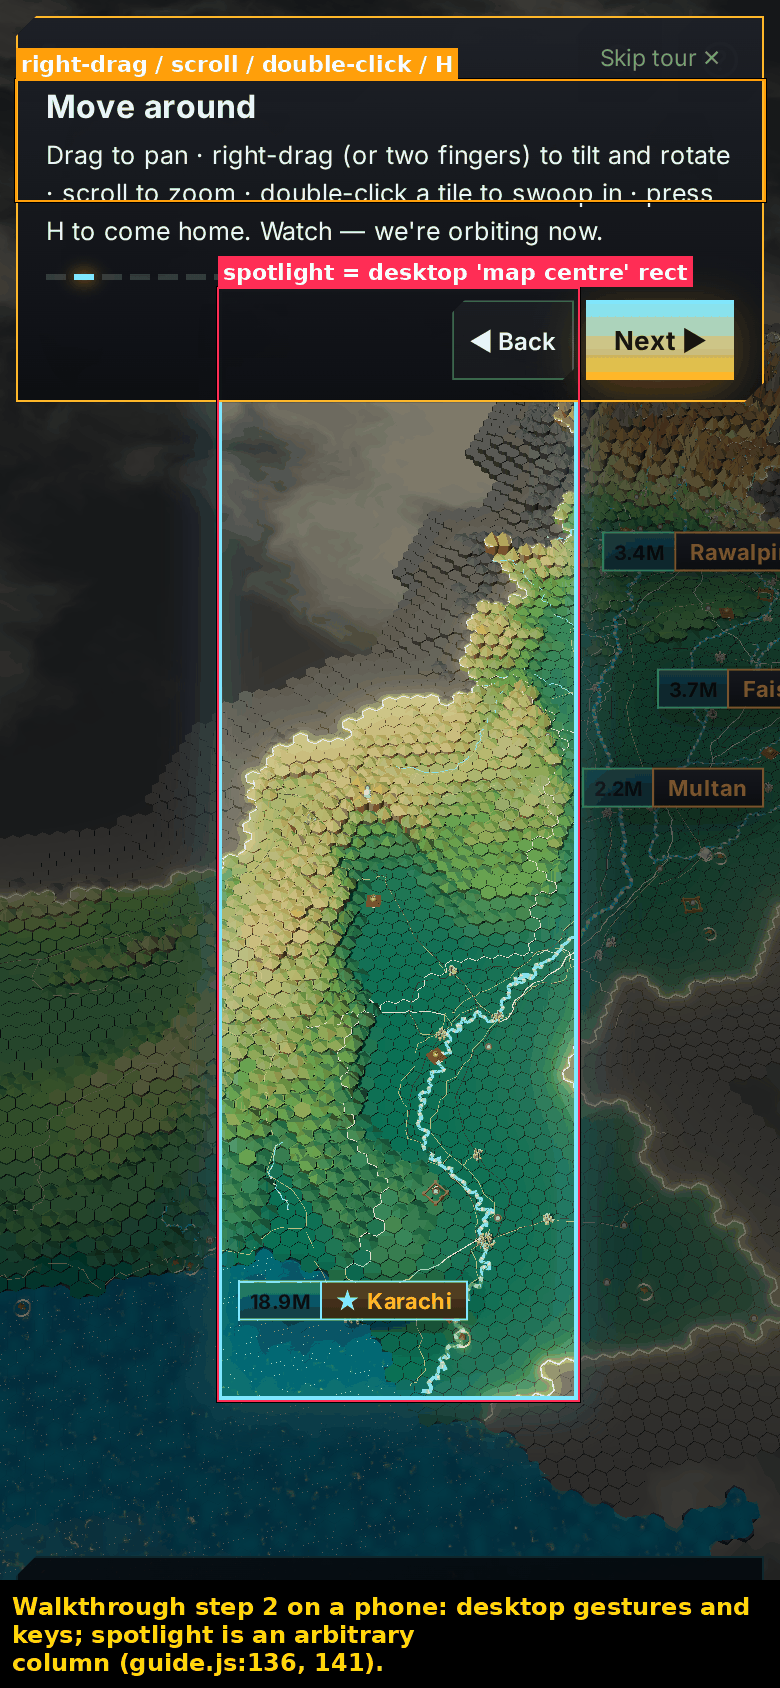 right-drag / scroll / double-click / H
Skip tour ✕
Move around
Drag to pan · right-drag (or two fingers) to tilt and rotate
· scroll to zoom · double-click a tile to swoop in · press
H to come home. Watch — we're orbiting now.
spotlight = desktop 'map centre' rect
◀ Back
Next ▶
3.4M Rawalpi
3.7M Fais
2.2M Multan
18.9M ★ Karachi
Walkthrough step 2 on a phone: desktop gestures and
keys; spotlight is an arbitrary
column (guide.js:136, 141).